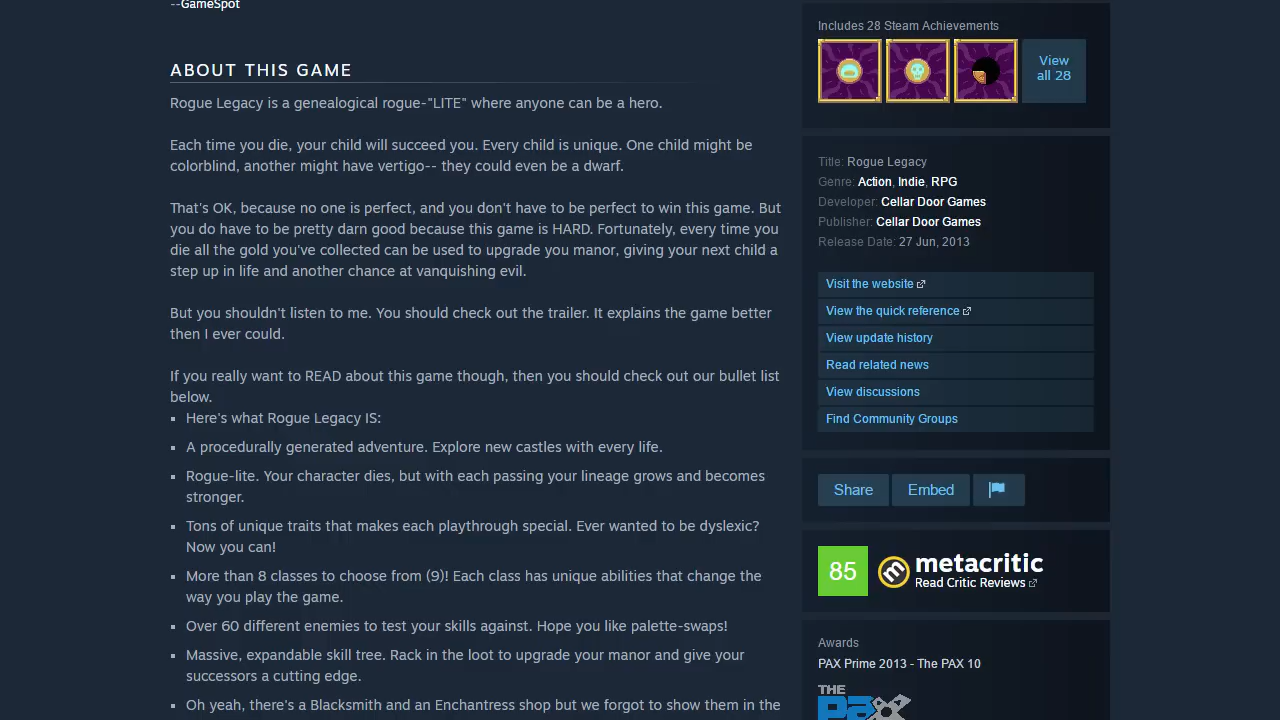 --GameSpot
ABOUT THIS GAME
Rogue Legacy is a genealogical rogue-"LITE" where anyone can be a hero.
Each time you die, your child will succeed you. Every child is unique. One child might be
colorblind, another might have vertigo-- they could even be a dwarf.
That's OK, because no one is perfect, and you don't have to be perfect to win this game. But
you do have to be pretty darn good because this game is HARD. Fortunately, every time you
die all the gold you've collected can be used to upgrade you manor, giving your next child a
step up in life and another chance at vanquishing evil.
But you shouldn't listen to me. You should check out the trailer. It explains the game better
then I ever could.
If you really want to READ about this game though, then you should check out our bullet list
below.
▪ Here's what Rogue Legacy IS:
▪ A procedurally generated adventure. Explore new castles with every life.
▪ Rogue-lite. Your character dies, but with each passing your lineage grows and becomes
stronger.
▪ Tons of unique traits that makes each playthrough special. Ever wanted to be dyslexic?
Now you can!
▪ More than 8 classes to choose from (9)! Each class has unique abilities that change the
way you play the game.
▪ Over 60 different enemies to test your skills against. Hope you like palette-swaps!
▪ Massive, expandable skill tree. Rack in the loot to upgrade your manor and give your
successors a cutting edge.
▪ Oh yeah, there's a Blacksmith and an Enchantress shop but we forgot to show them in the
Includes 28 Steam Achievements
View
all 28
Title: Rogue Legacy
Genre: Action, Indie, RPG
Developer: Cellar Door Games
Publisher: Cellar Door Games
Release Date: 27 Jun, 2013
Visit the website
View the quick reference
View update history
Read related news
View discussions
Find Community Groups
Share
Embed
85
metacritic
Read Critic Reviews
Awards
PAX Prime 2013 - The PAX 10
THE
PAX